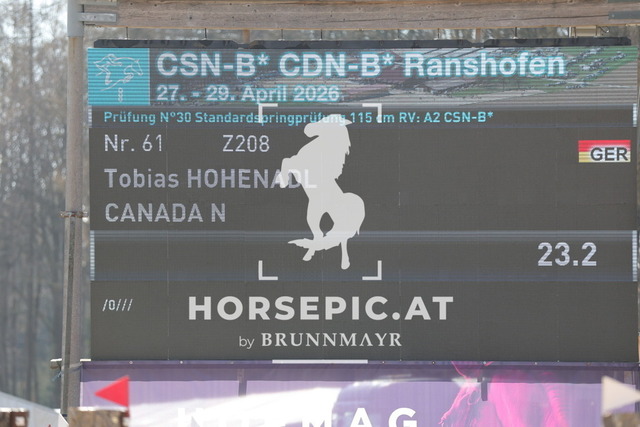 CSN-B* CDN-B* Ranshofen
27. - 29. April 2026
Prüfung N°30 Standardspringprüfung 115 cm RV: A2 CSN-B*
Nr. 61 Z208
GER
Tobias HOHENADL
CANADA N
23.2
/0///
HORSEPIC.AT
by BRUNNMAYR